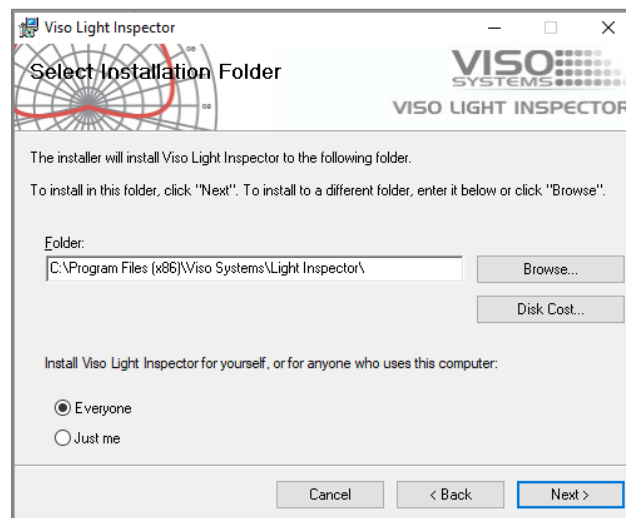 Viso Light Inspector
Select Installation Folder
VISO
SYSTEMS
VISO LIGHT INSPECTOR
The installer will install Viso Light Inspector to the following folder.
To install in this folder, click "Next". To install to a different folder, enter it below or click "Browse".
Folder:
C:\Program Files (x86)\Viso Systems\Light Inspector\
Browse...
Disk Cost...
Install Viso Light Inspector for yourself, or for anyone who uses this computer:
Everyone
Just me
Cancel
< Back
Next >